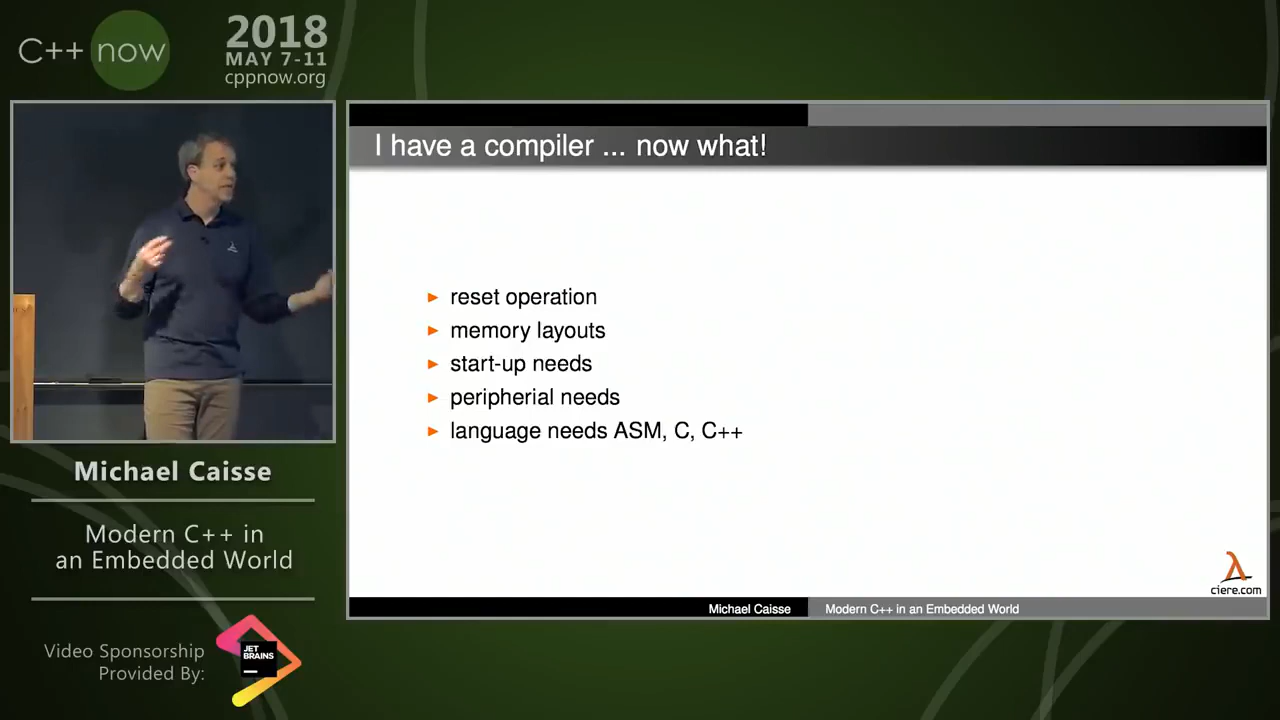 C++ now
2018
MAY 7-11
cppnow.org
I have a compiler ... now what!
reset operation
memory layouts
start-up needs
peripherial needs
language needs ASM, C, C++
ciere.com
Michael Caisse
Modern C++ in an Embedded World
Michael Caisse
Modern C++ in
an Embedded World
Video Sponsorship
Provided By:
JET
BRAINS